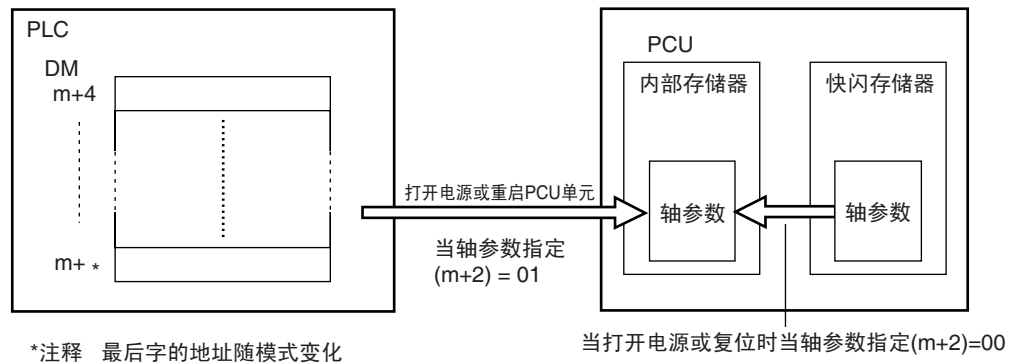 PLC
DM
m+4
m+ *
打开电源或重启PCU单元
当轴参数指定
(m+2) = 01
PCU
内部存储器
快闪存储器
轴参数
轴参数
*注释 最后字的地址随模式变化
当打开电源或复位时当轴参数指定(m+2)=00